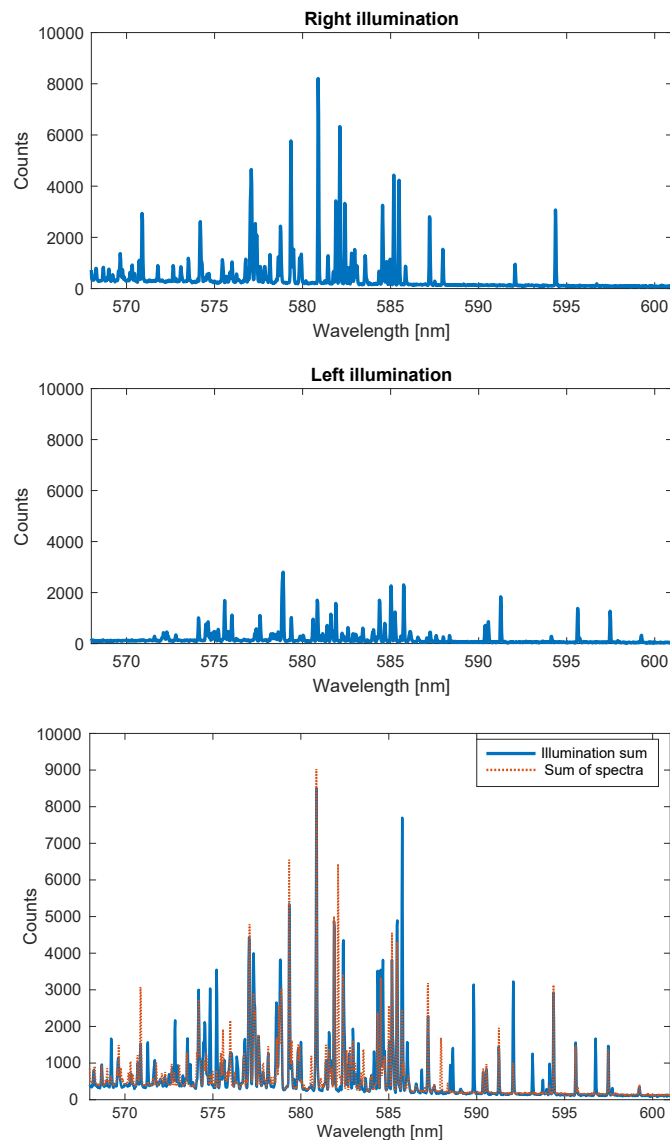 Right illumination
10000
8000
6000
4000
2000
0
Counts
570 575 580 585 590 595 600
Wavelength [nm]
Left illumination
10000
8000
6000
4000
2000
0
Counts
570 575 580 585 590 595 600
Wavelength [nm]
10000
9000
8000
7000
6000
5000
4000
3000
2000
1000
0
Counts
Illumination sum
Sum of spectra
570 575 580 585 590 595 600
Wavelength [nm]